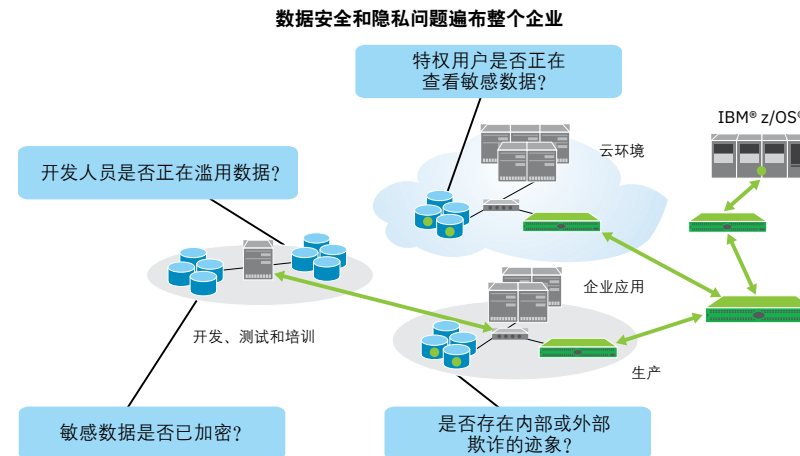 数据安全和隐私问题遍布整个企业
特权用户是否正在
查看敏感数据?
IBM® z/OS®
云环境
开发人员是否正在滥用数据?
企业应用
开发、测试和培训
生产
敏感数据是否已加密?
是否存在内部或外部
欺诈的迹象?